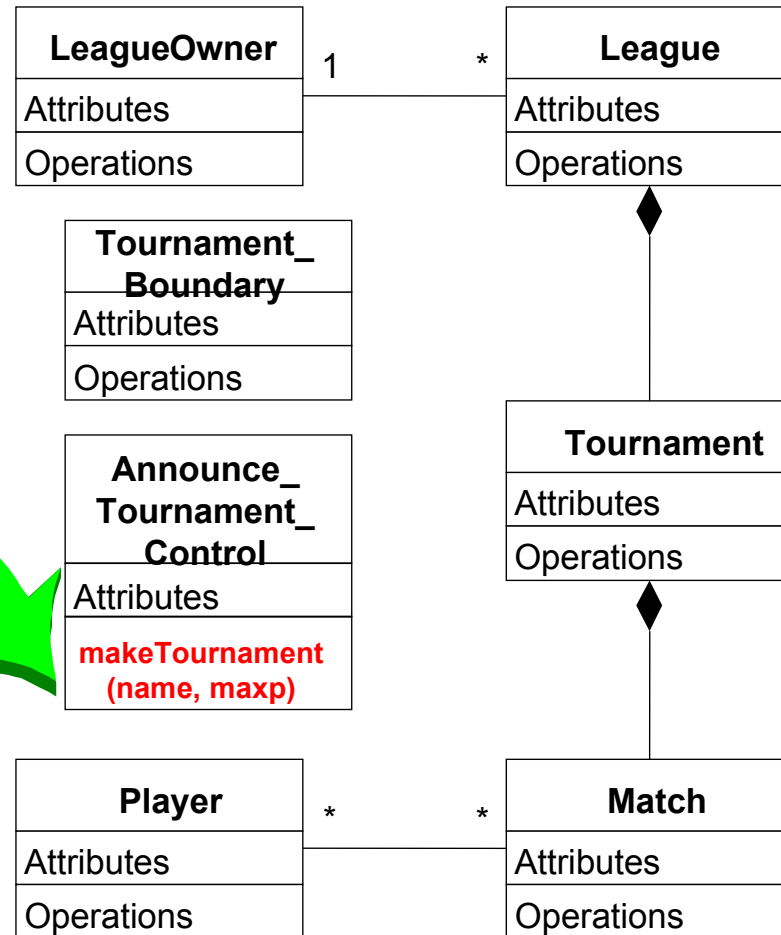 LeagueOwner
Attributes
Operations
1
*
League
Attributes
Operations
Tournament_
Boundary
Attributes
Operations
Announce_
Tournament_
Control
Attributes
makeTournament
(name, maxp)
Tournament
Attributes
Operations
Player
Attributes
Operations
*
*
Match
Attributes
Operations